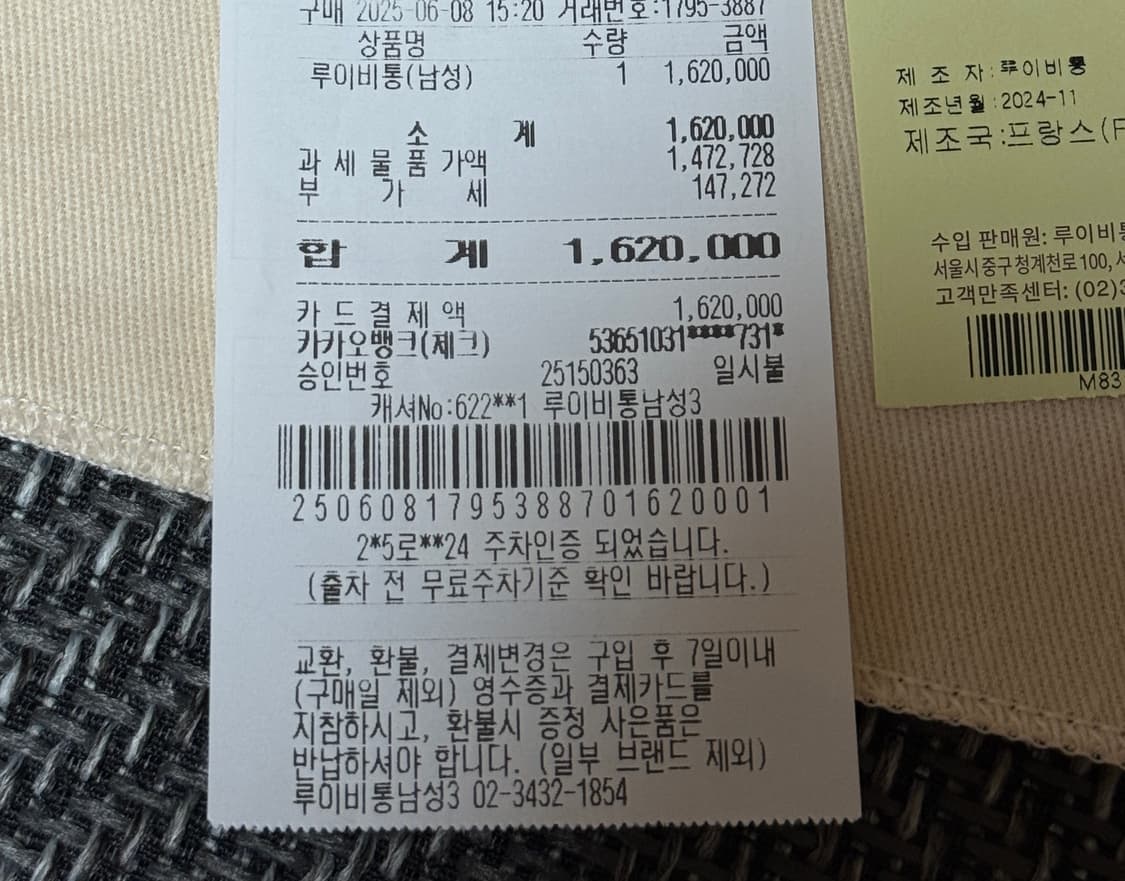 구매 2025-06-08 15:20 거래번호:1795-3887
상품명 수량 금액
루이비통(남성) 1 1,620,000
소 계 1,620,000
과 세 물 품 가액 1,472,728
부 가 세 147,272
합 계 1,620,000
카 드 결 제 액 1,620,000
카카오뱅크(체크) 53651031****731*
승인번호 25150363 일시불
캐셔No:622**1 루이비통남성3
2506081795388701620001
2*5로**24 주차인증 되었습니다.
(출차 전 무료주차기준 확인 바랍니다.)
교환, 환불, 결제변경은 구입 후 7일이내
(구매일 제외) 영수증과 결제카드를
지참하시고, 환불시 증정 사은품은
반납하셔야 합니다. (일부 브랜드 제외)
루이비통남성3 02-3432-1854
제 조 자:루이비통
제조년월:2024-11
제조국:프랑스(F
수입 판매원: 루이비통
서울시 중구 청계천로 100, 서
고객만족센터: (02)3
M83